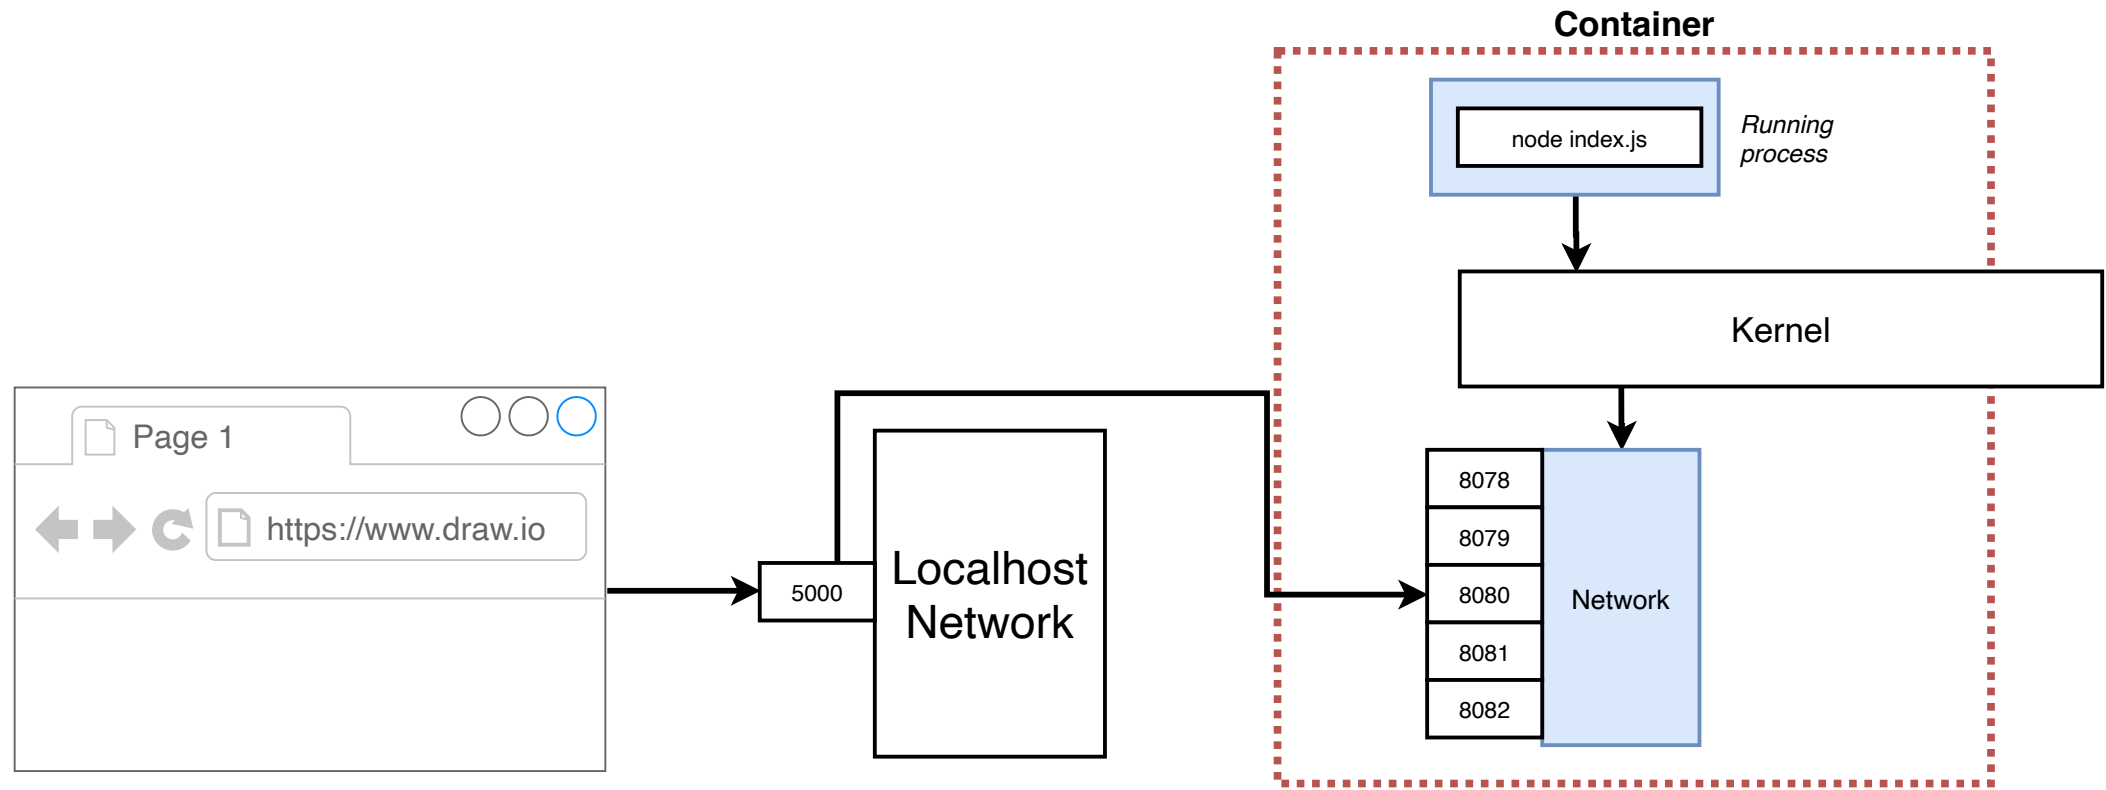 Container
node index.js
Running
process
Kernel
Page 1
https://www.draw.io
5000
Localhost
Network
8078
8079
8080
8081
8082
Network